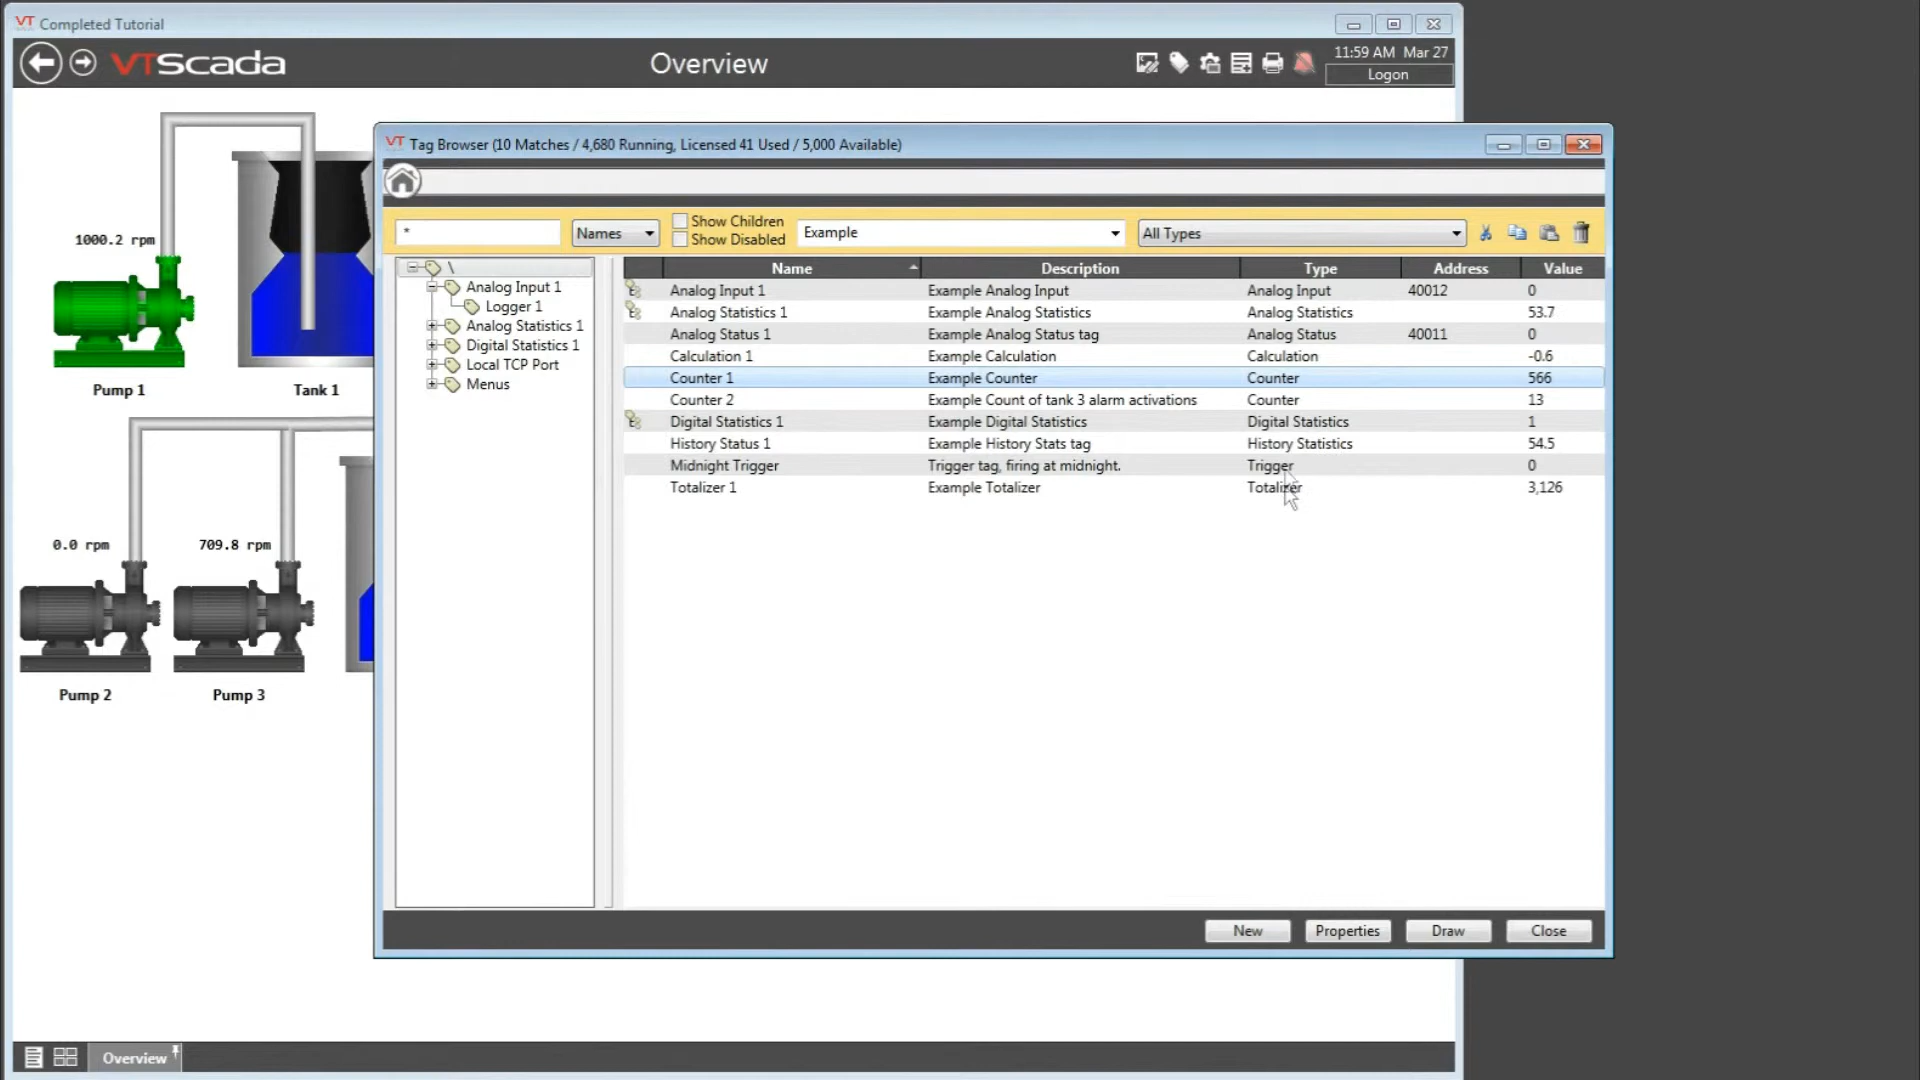 VT Completed Tutorial
VTScada
Overview
11:59 AM Mar 27
Logon
1000.2 rpm
Pump 1
Tank 1
0.0 rpm
709.8 rpm
Pump 2
Pump 3
VT Tag Browser (10 Matches / 4,680 Running, Licensed 41 Used / 5,000 Available)
*
Names
Show Children
Show Disabled
Example
All Types
\
Analog Input 1
Logger 1
Analog Statistics 1
Digital Statistics 1
Local TCP Port
Menus
Name Description Type Address Value
Analog Input 1 Example Analog Input Analog Input 40012 0
Analog Statistics 1 Example Analog Statistics Analog Statistics 53.7
Analog Status 1 Example Analog Status tag Analog Status 40011 0
Calculation 1 Example Calculation Calculation -0.6
Counter 1 Example Counter Counter 566
Counter 2 Example Count of tank 3 alarm activations Counter 13
Digital Statistics 1 Example Digital Statistics Digital Statistics 1
History Status 1 Example History Stats tag History Statistics 54.5
Midnight Trigger Trigger tag, firing at midnight. Trigger 0
Totalizer 1 Example Totalizer Totalizer 3,126
New Properties Draw Close
Overview